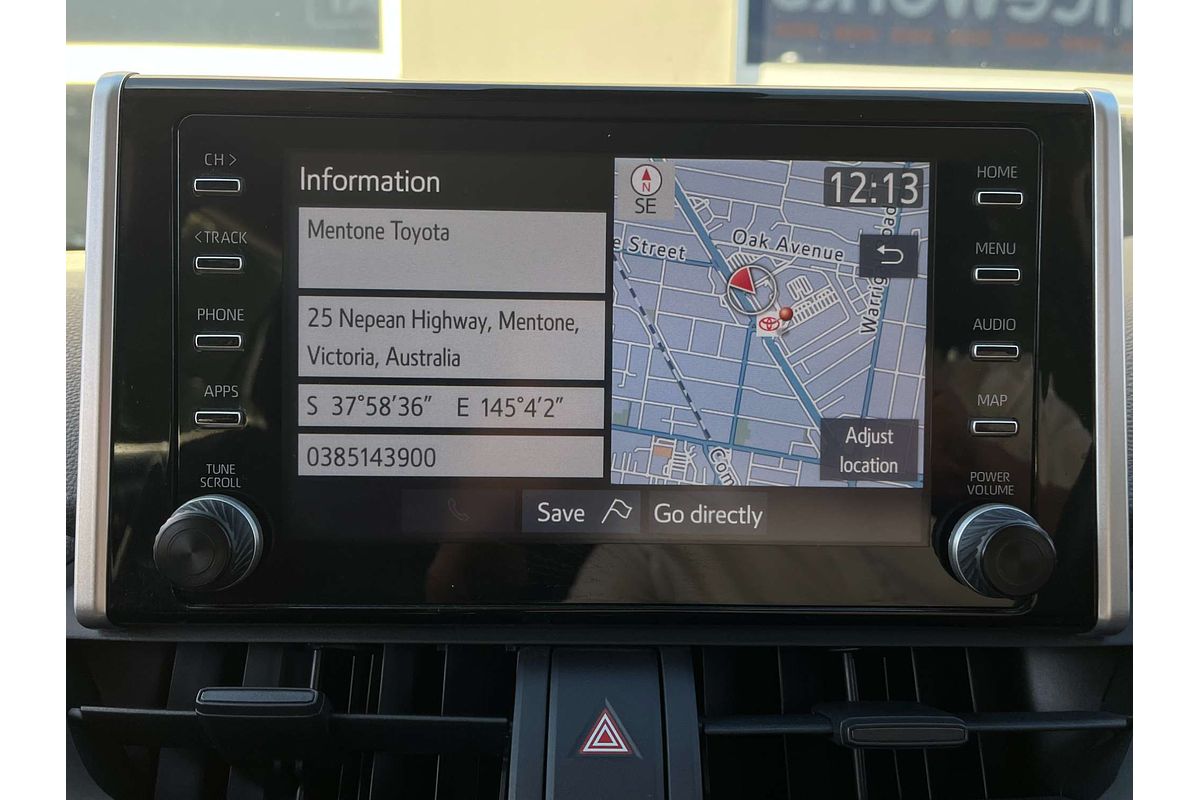 CH >
< TRACK
PHONE
APPS
TUNE
SCROLL
Information
Mentone Toyota
25 Nepean Highway, Mentone,
Victoria, Australia
S 37°58'36" E 145°4'2"
0385143900
Save
Go directly
N
SE
12:13
Street
Oak Avenue
Adjust
location
HOME
MENU
AUDIO
MAP
POWER
VOLUME